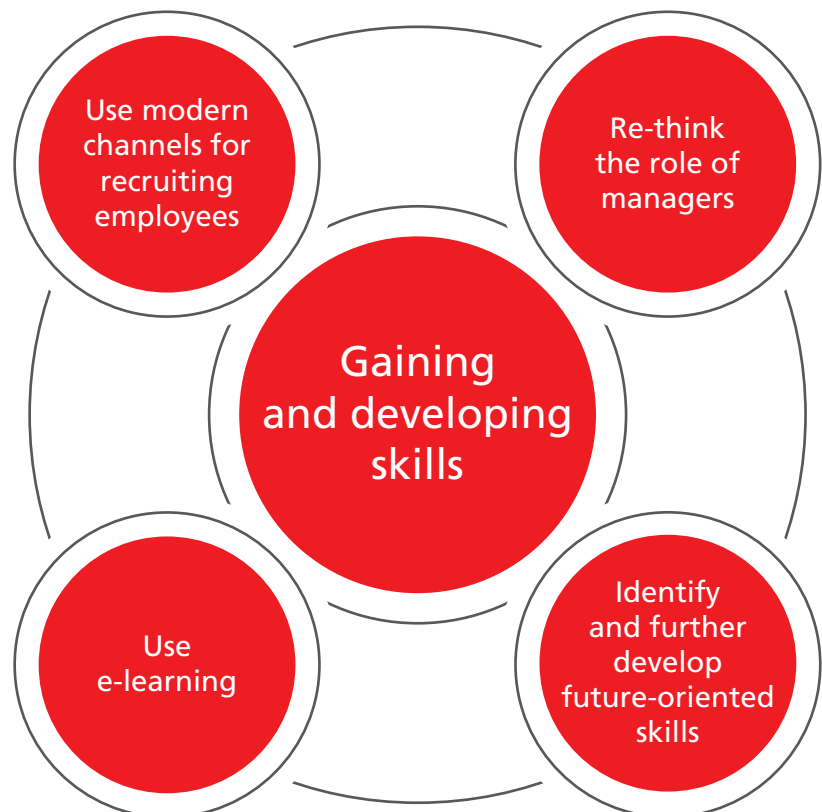 Use modern
channels for
recruiting
employees
Re-think
the role of
managers
Gaining
and developing
skills
Use
e-learning
Identify
and further
develop
future-oriented
skills